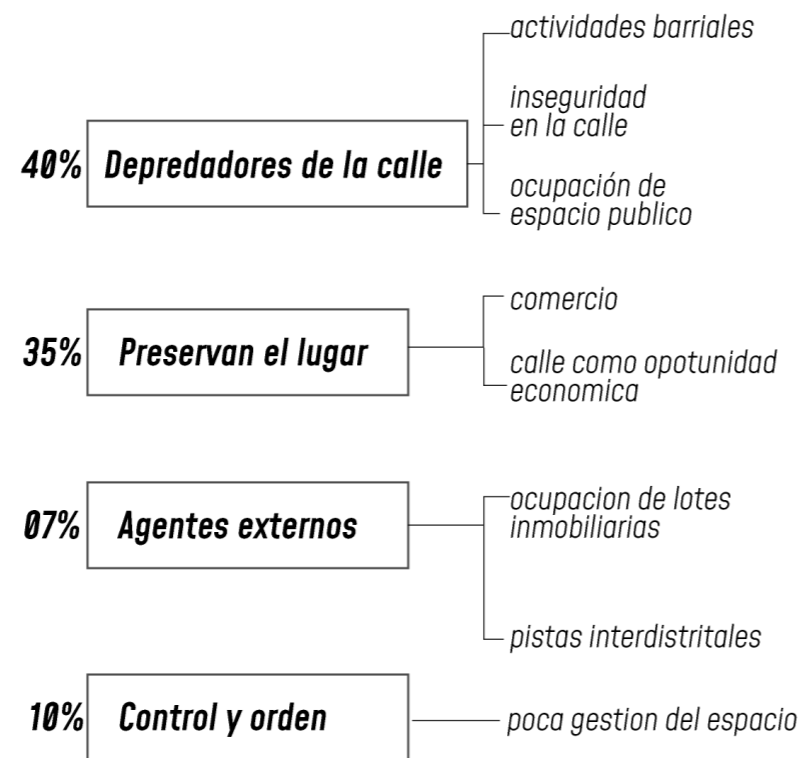 actividades barriales
inseguridad
en la calle
40% Depredadores de la calle
ocupación de
espacio publico
comercio
35% Preservan el lugar
calle como opotunidad
economica
ocupacion de lotes
inmobiliarias
07% Agentes externos
pistas interdistritales
10% Control y orden
poca gestion del espacio